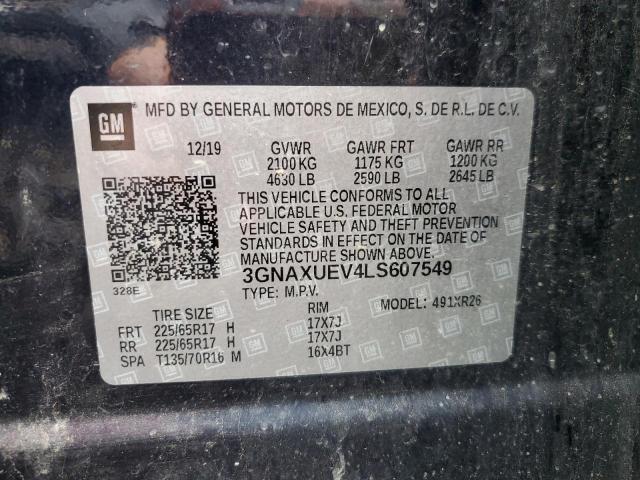 GM ® MFD BY GENERAL MOTORS DE MEXICO, S. DE R.L. DE C.V.
12/19 GVWR GAWR FRT GAWR RR
2100 KG 1175 KG 1200 KG
4630 LB 2590 LB 2645 LB
THIS VEHICLE CONFORMS TO ALL
APPLICABLE U.S. FEDERAL MOTOR
VEHICLE SAFETY AND THEFT PREVENTION
STANDARDS IN EFFECT ON THE DATE OF
MANUFACTURE SHOWN ABOVE.
328E 3GNAXUEV4LS607549
TYPE: M.P.V. MODEL: 491XR26
TIRE SIZE RIM
FRT 225/65R17 H 17X7J
RR 225/65R17 H 17X7J
SPA T135/70R16 M 16X4BT